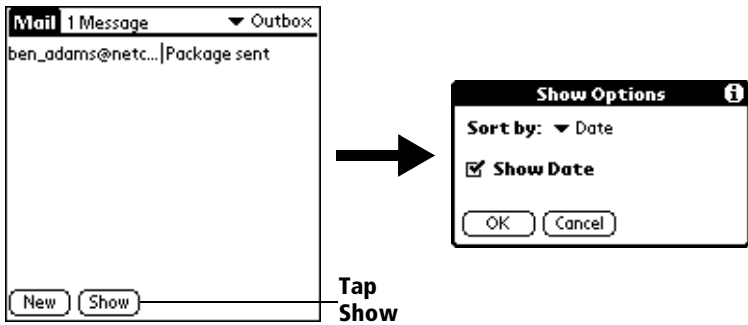 Mail 1 Message Outbox
ben_adams@netc...|Package sent
New Show
Tap
Show
Show Options
Sort by: Date
Show Date
OK Cancel